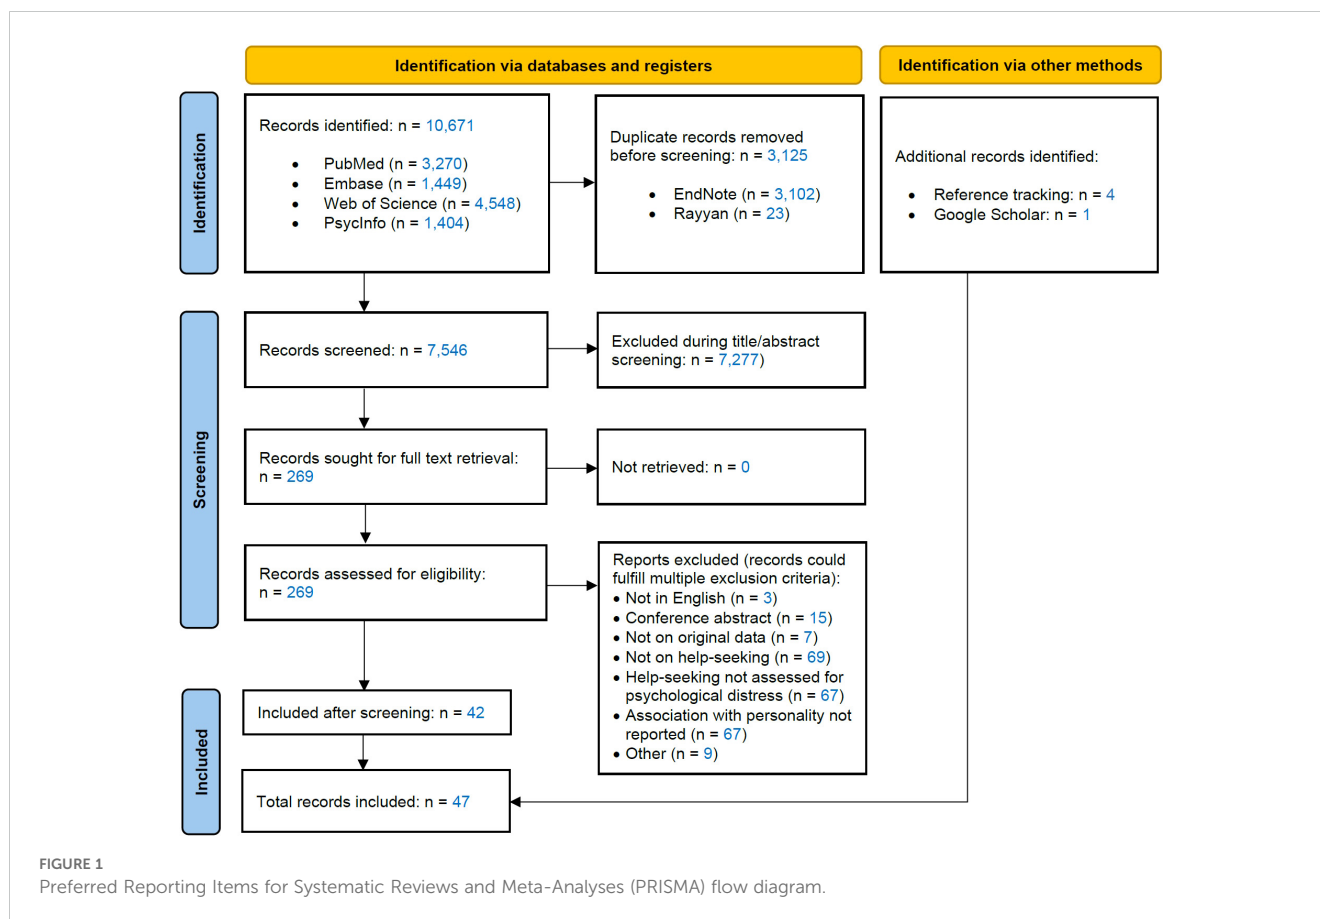 Identification via databases and registers
Identification via other methods
Identification
Records identified: n = 10,671
• PubMed (n = 3,270)
• Embase (n = 1,449)
• Web of Science (n = 4,548)
• PsycInfo (n = 1,404)
Duplicate records removed
before screening: n = 3,125
• EndNote (n = 3,102)
• Rayyan (n = 23)
Additional records identified:
• Reference tracking: n = 4
• Google Scholar: n = 1
Screening
Records screened: n = 7,546
Excluded during title/abstract
screening: n = 7,277)
Records sought for full text retrieval:
n = 269
Not retrieved: n = 0
Records assessed for eligibility:
n = 269
Reports excluded (records could
fulfill multiple exclusion criteria):
• Not in English (n = 3)
• Conference abstract (n = 15)
• Not on original data (n = 7)
• Not on help-seeking (n = 69)
• Help-seeking not assessed for
psychological distress (n = 67)
• Association with personality not
reported (n = 67)
• Other (n = 9)
Included
Included after screening: n = 42
Total records included: n = 47
FIGURE 1
Preferred Reporting Items for Systematic Reviews and Meta-Analyses (PRISMA) flow diagram.